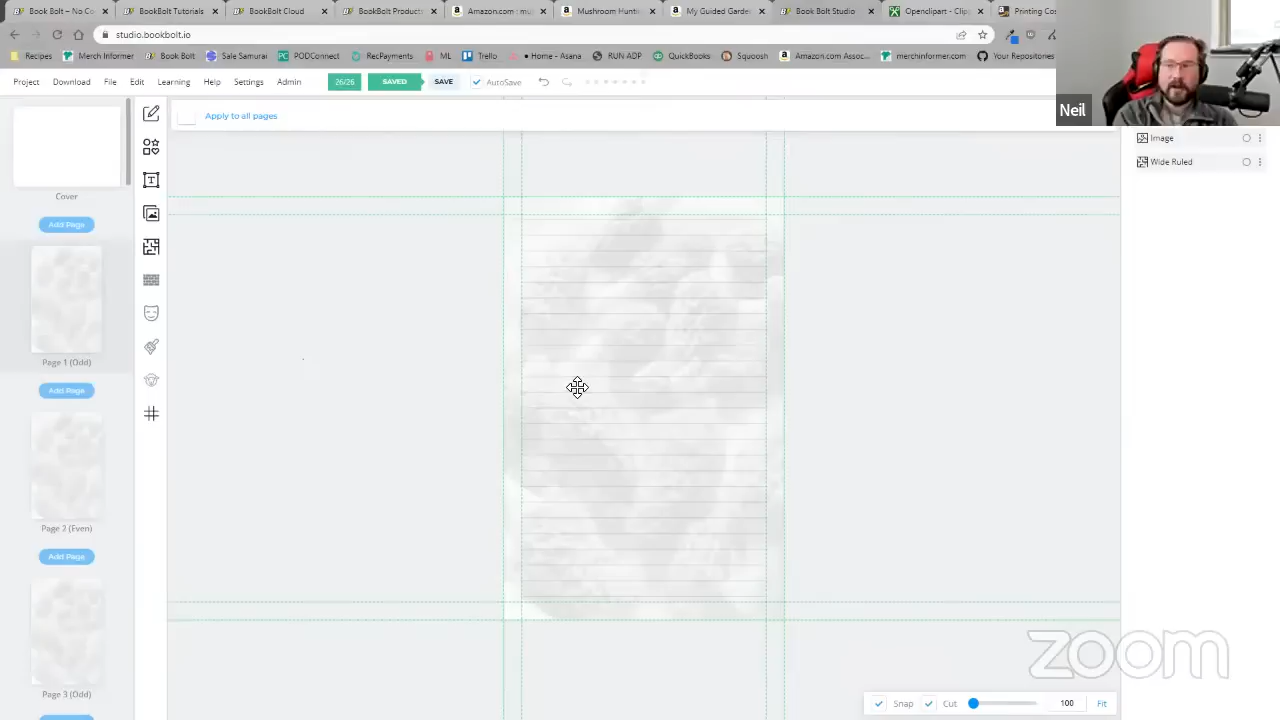 Book Bolt – No Co
BookBolt Tutorials
BookBolt Cloud
BookBolt Product
Amazon.com: mu
Mushroom Hunti
My Guided Garde
Book Bolt Studio
Openclipart - Clip
Printing Cos
studio.bookbolt.io
Recipes
Merch Informer
Book Bolt
Sale Samurai
PODConnect
RecPayments
ML
Trello
- Home - Asana
RUN ADP
QuickBooks
Squoosh
Amazon.com Assoc...
merchinformer.com
Your Repositories
Project
Download
File
Edit
Learning
Help
Settings
Admin
26/26
SAVED
SAVE
AutoSave
Neil
Apply to all pages
Image
Wide Ruled
Cover
Add Page
Page 1 (Odd)
Add Page
Page 2 (Even)
Add Page
Page 3 (Odd)
zoom
Snap
Cut
100
Fit